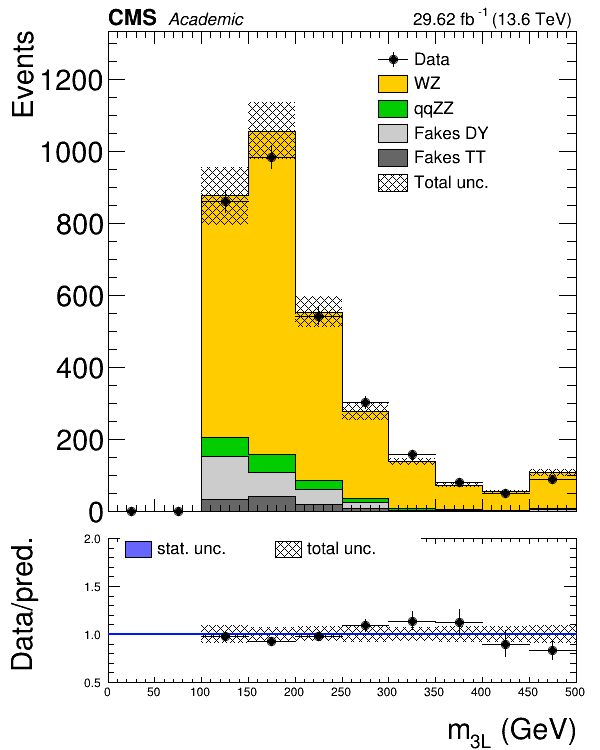 CMS Academic 29.62 fb⁻¹ (13.6 TeV)
Events
1200
1000
800
600
400
200
0
Data
WZ
qqZZ
Fakes DY
Fakes TT
Total unc.
Data/pred.
2.0
1.5
1.0
0.5
stat. unc. total unc.
0 50 100 150 200 250 300 350 400 450 500
m3L (GeV)